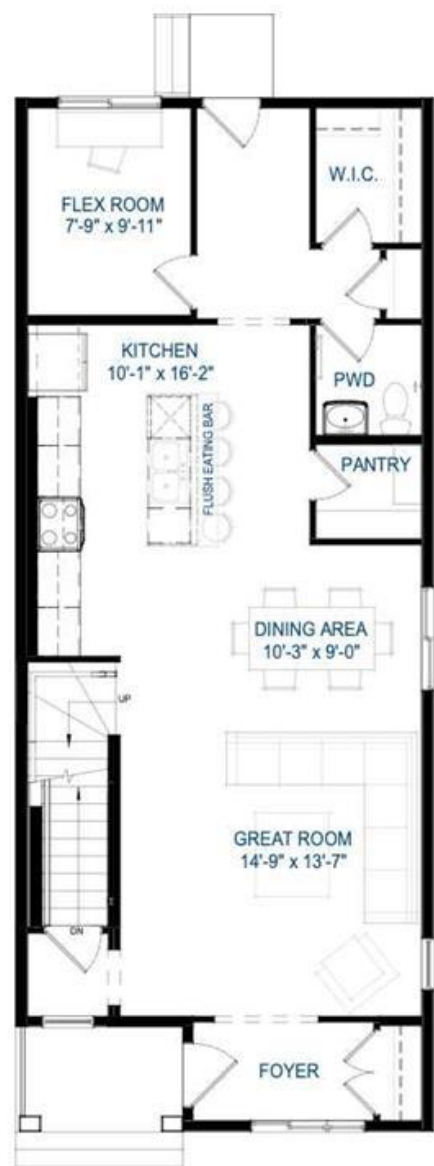 W.I.C.
FLEX ROOM
7'-9" x 9'-11"
KITCHEN
10'-1" x 16'-2"
PWD
FLUSH EATING BAR
PANTRY
DINING AREA
10'-3" x 9'-0"
UP
GREAT ROOM
14'-9" x 13'-7"
DN
FOYER